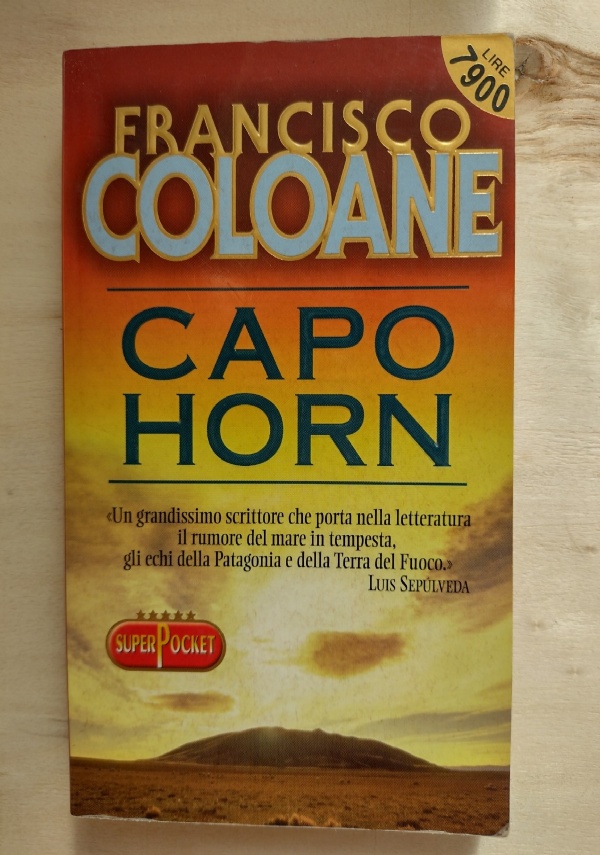 LIRE
7900
FRANCISCO
COLOANE
CAPO
HORN
«Un grandissimo scrittore che porta nella letteratura
il rumore del mare in tempesta,
gli echi della Patagonia e della Terra del Fuoco.»
LUIS SEPÚLVEDA
SUPERPOCKET